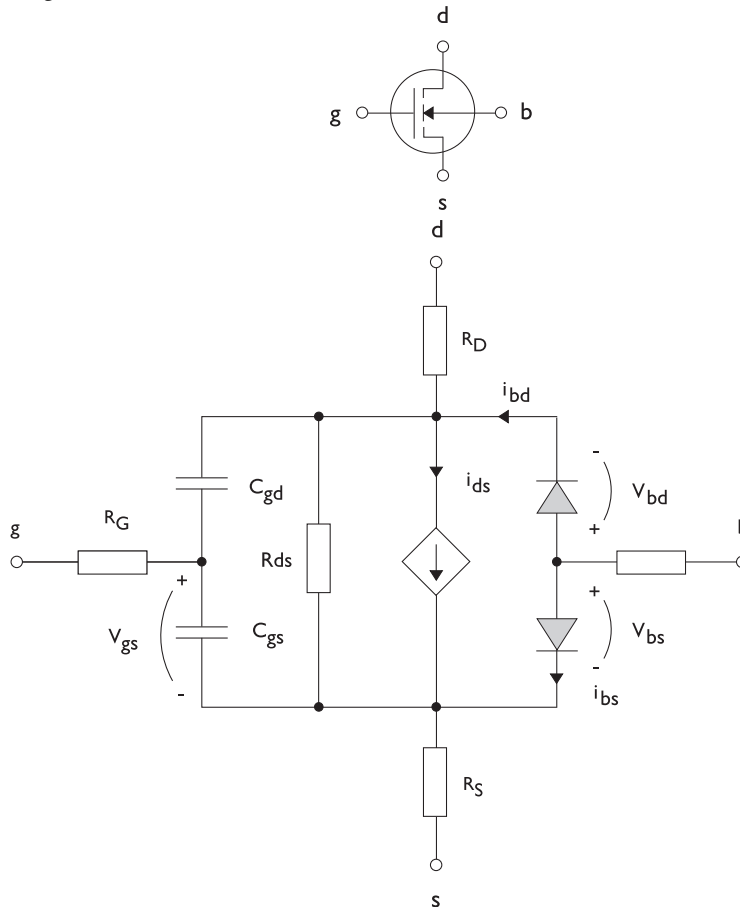 d
g
b
s
d
R_D
i_bd
-
C_gd
i_ds
V_bd
R_G
g
+
Rds
+
+
V_gs
C_gs
V_bs
-
-
i_bs
R_S
s